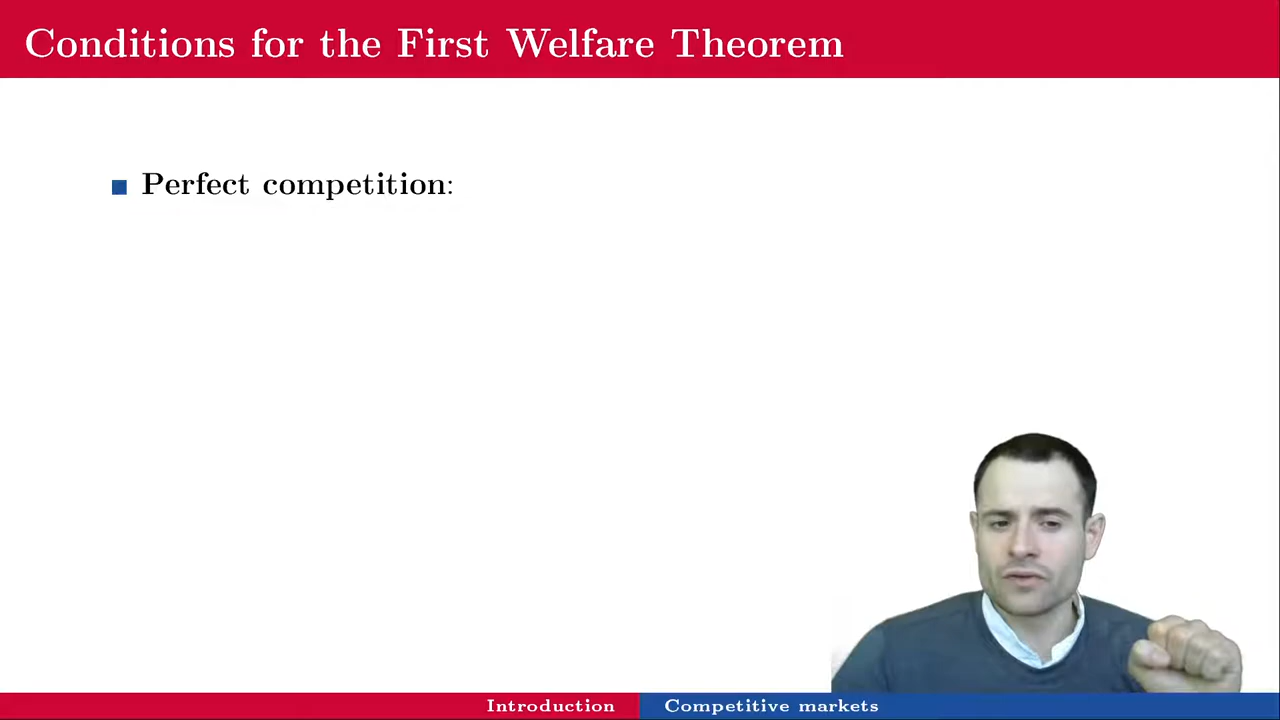 Conditions for the First Welfare Theorem
Perfect competition:
Introduction
Competitive markets